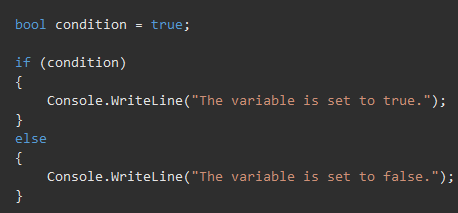 bool condition = true;
if (condition)
{
    Console.WriteLine("The variable is set to true.");
}
else
{
    Console.WriteLine("The variable is set to false.");
}